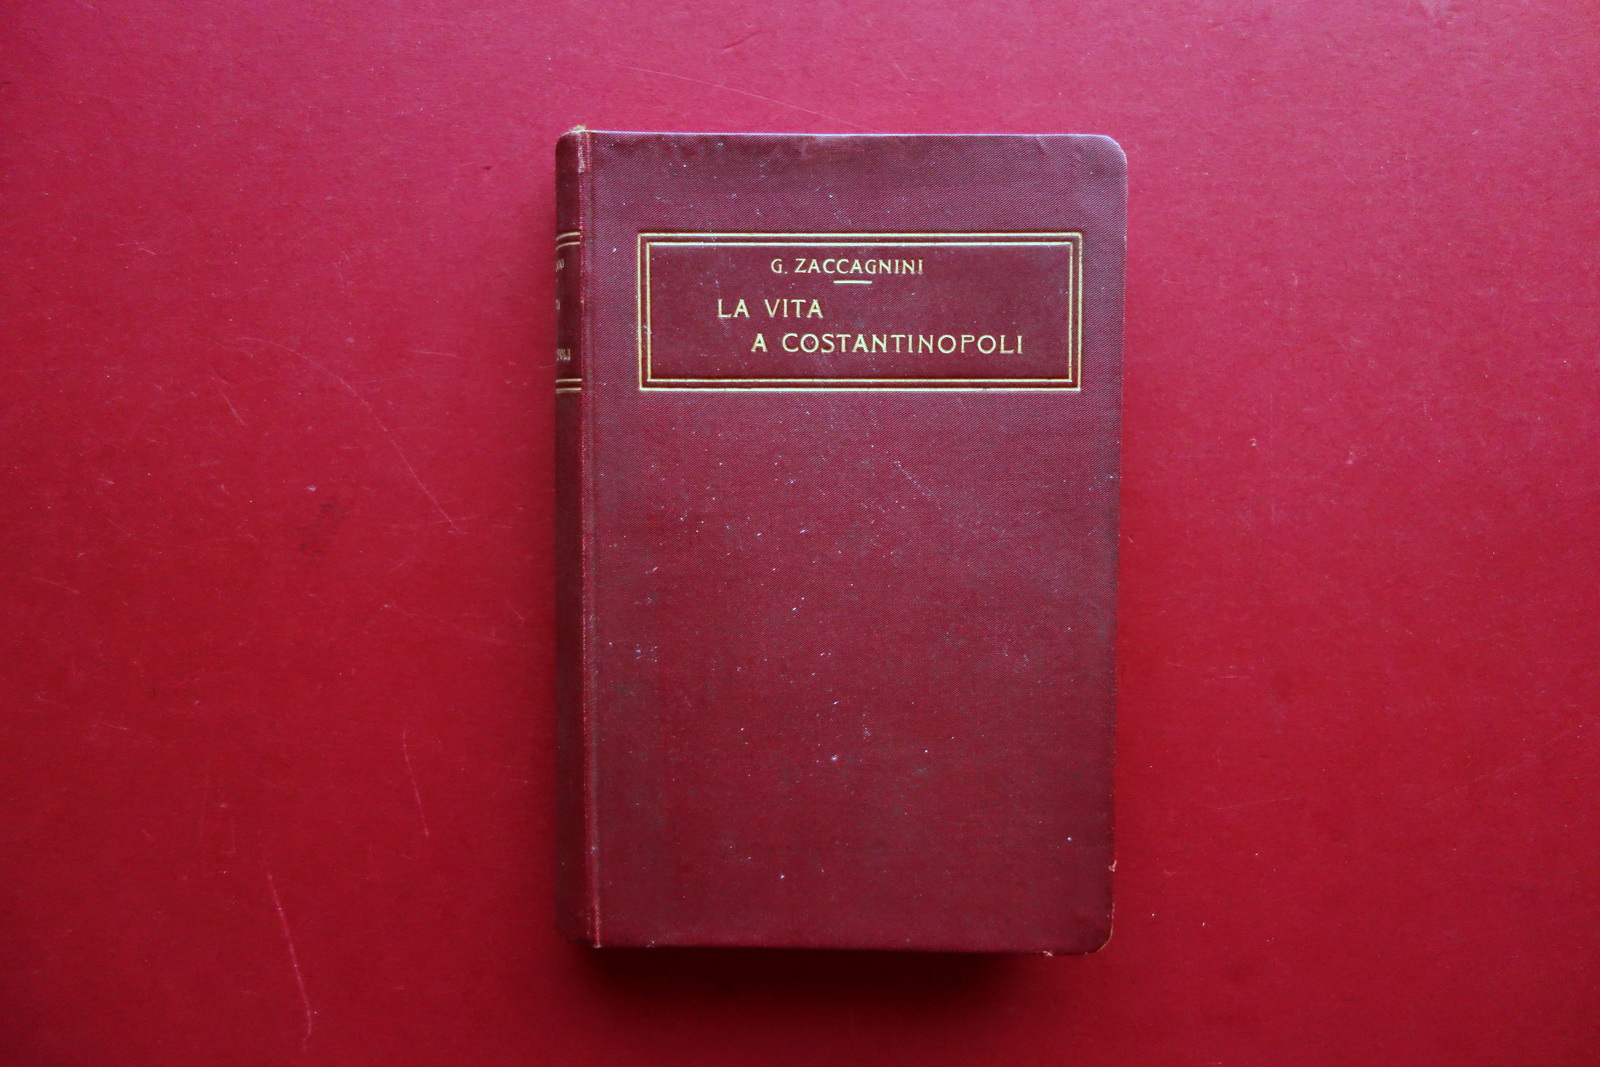 G. ZACCAGNINI
LA VITA
A COSTANTINOPOLI